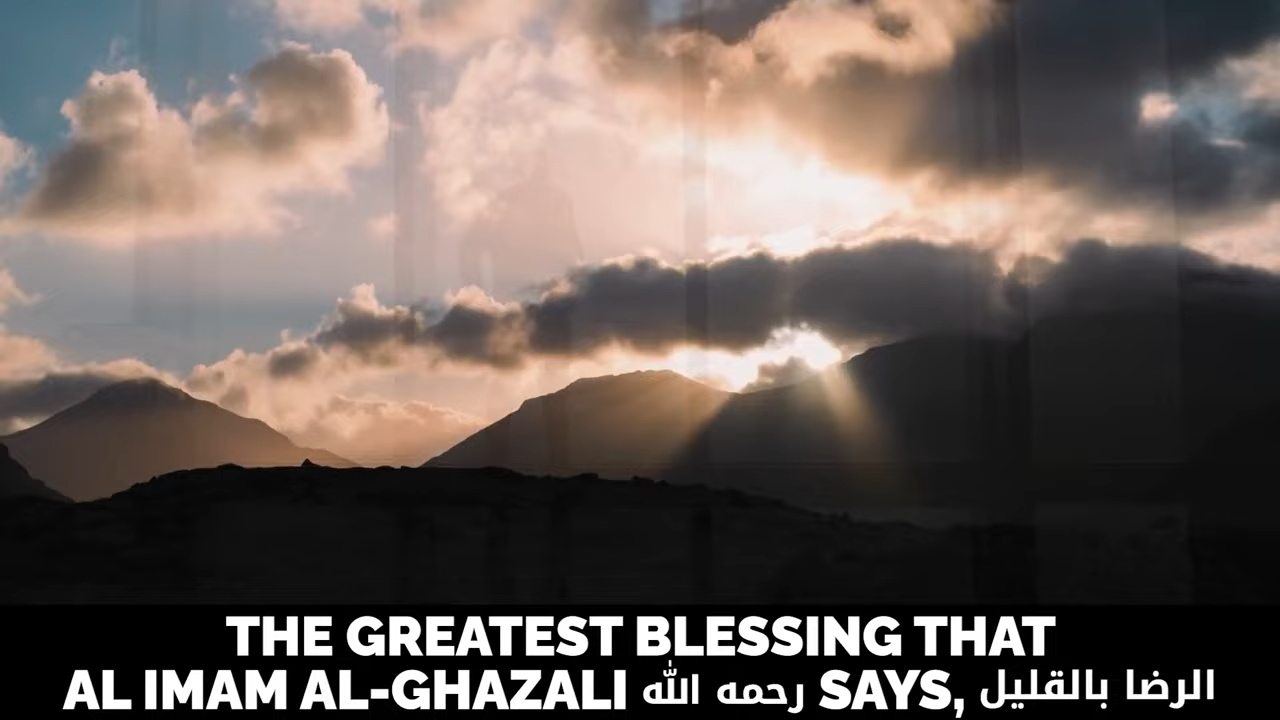 THE GREATEST BLESSING THAT
AL IMAM AL-GHAZALI رحمه الله SAYS, الرضا بالقليل